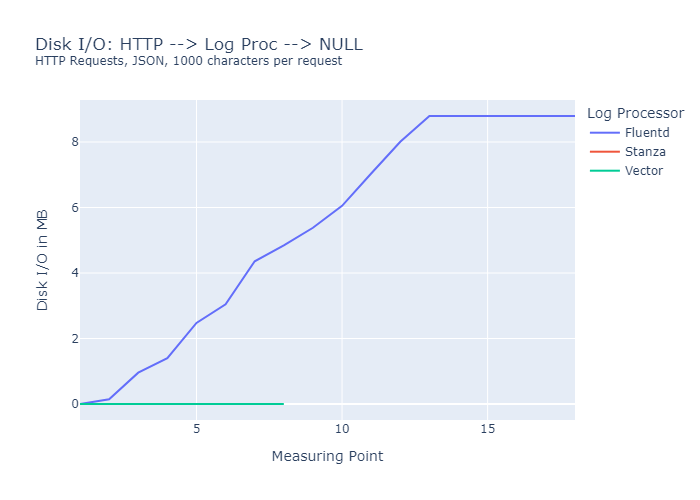 Disk I/O: HTTP --> Log Proc --> NULL
HTTP Requests, JSON, 1000 characters per request
Log Processor
Fluentd
Stanza
Vector
8
6
4
2
0
Disk I/O in MB
5 10 15
Measuring Point